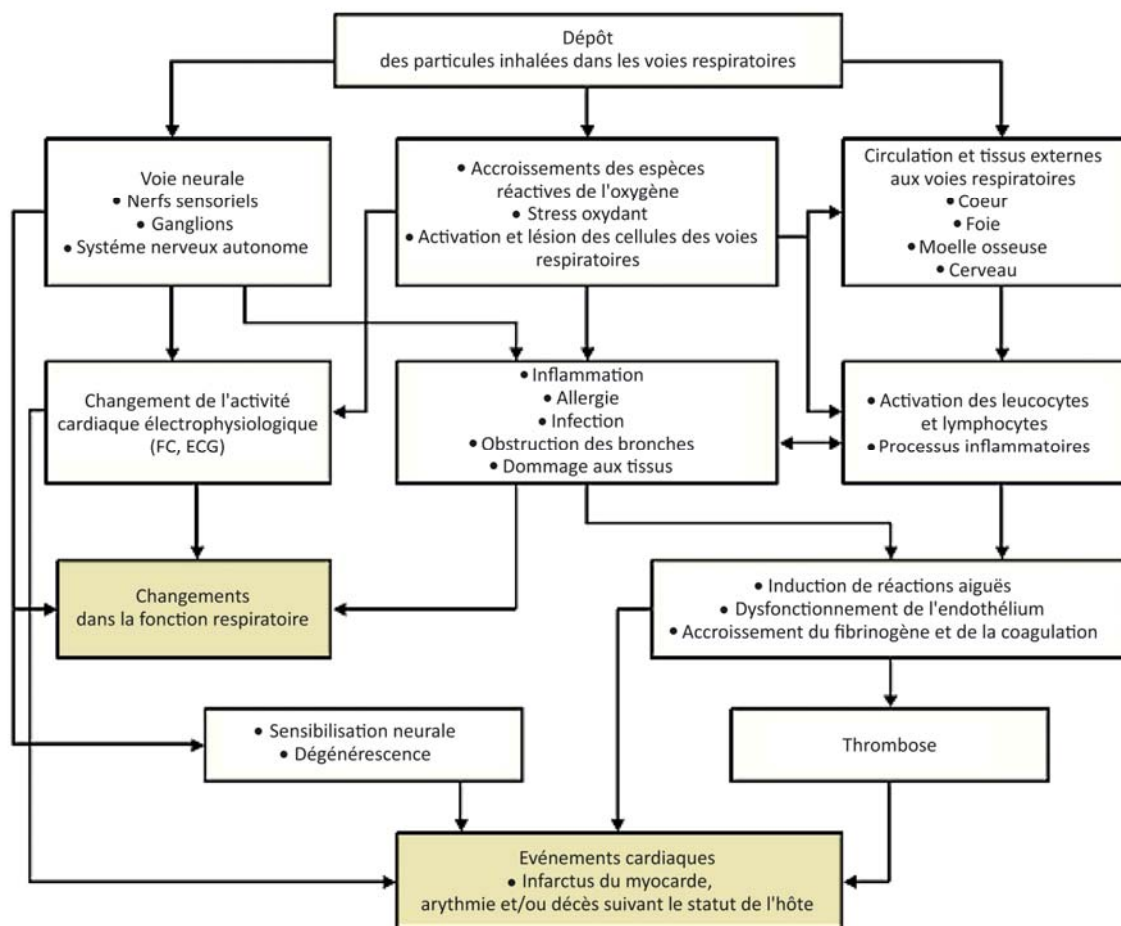 Dépôt
des particules inhalées dans les voies respiratoires
Voie neurale
• Nerfs sensoriels
• Ganglions
• Systéme nerveux autonome
• Accroissements des espèces
réactives de l'oxygène
• Stress oxydant
• Activation et lésion des cellules des voies
respiratoires
Circulation et tissus externes
aux voies respiratoires
• Coeur
• Foie
• Moelle osseuse
• Cerveau
Changement de l'activité
cardiaque électrophysiologique
(FC, ECG)
• Inflammation
• Allergie
• Infection
• Obstruction des bronches
• Dommage aux tissus
• Activation des leucocytes
et lymphocytes
• Processus inflammatoires
Changements
dans la fonction respiratoire
• Induction de réactions aiguës
• Dysfonctionnement de l'endothélium
• Accroissement du fibrinogène et de la coagulation
• Sensibilisation neurale
• Dégénérescence
Thrombose
Evénements cardiaques
• Infarctus du myocarde,
arythmie et/ou décès suivant le statut de l'hôte